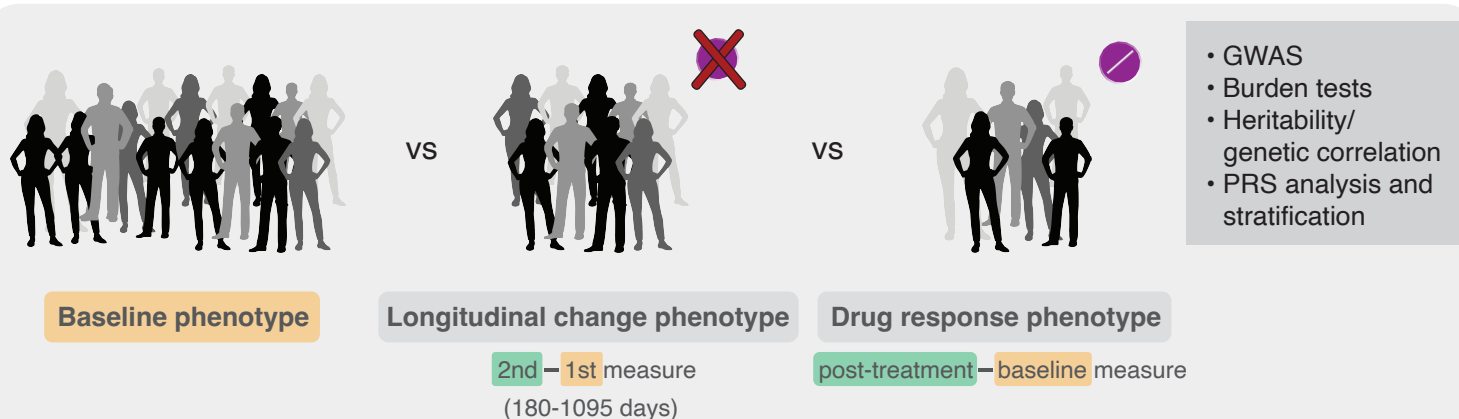 vs
vs
• GWAS
• Burden tests
• Heritability/
genetic correlation
• PRS analysis and
stratification
Baseline phenotype
Longitudinal change phenotype
Drug response phenotype
2nd – 1st measure
(180-1095 days)
post-treatment – baseline measure